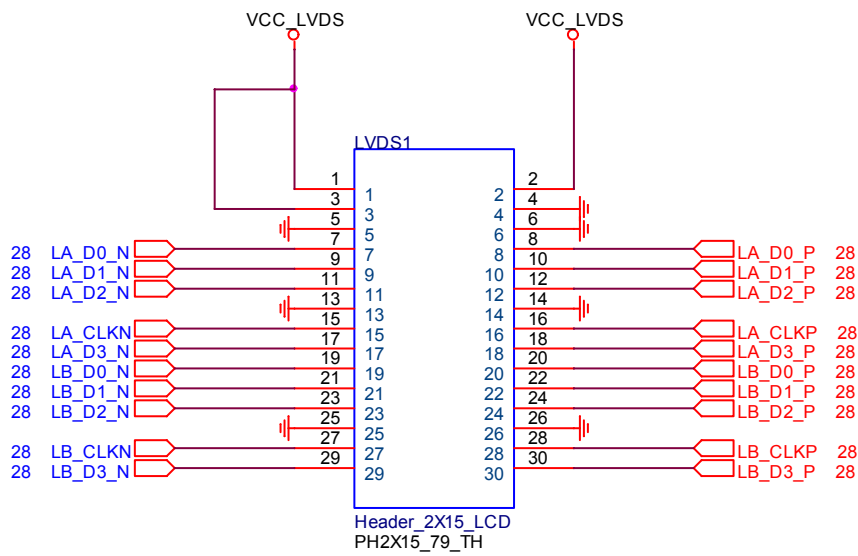 VCC_LVDS VCC_LVDS
LVDS1
1 1 2 2
3 3 4 4
5 5 6 6
28 LA_D0_N 7 7 8 8 LA_D0_P 28
28 LA_D1_N 9 9 10 10 LA_D1_P 28
28 LA_D2_N 11 11 12 12 LA_D2_P 28
13 13 14 14
28 LA_CLKN 15 15 16 16 LA_CLKP 28
28 LA_D3_N 17 17 18 18 LA_D3_P 28
28 LB_D0_N 19 19 20 20 LB_D0_P 28
28 LB_D1_N 21 21 22 22 LB_D1_P 28
28 LB_D2_N 23 23 24 24 LB_D2_P 28
25 25 26 26
28 LB_CLKN 27 27 28 28 LB_CLKP 28
28 LB_D3_N 29 29 30 30 LB_D3_P 28
Header_2X15_LCD
PH2X15_79_TH